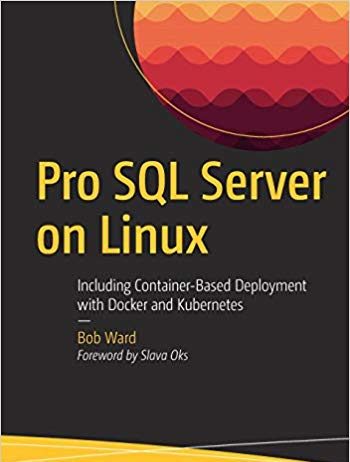 Pro SQL Server
on Linux
Including Container-Based Deployment
with Docker and Kubernetes
—
Bob Ward
Foreword by Slava Oks